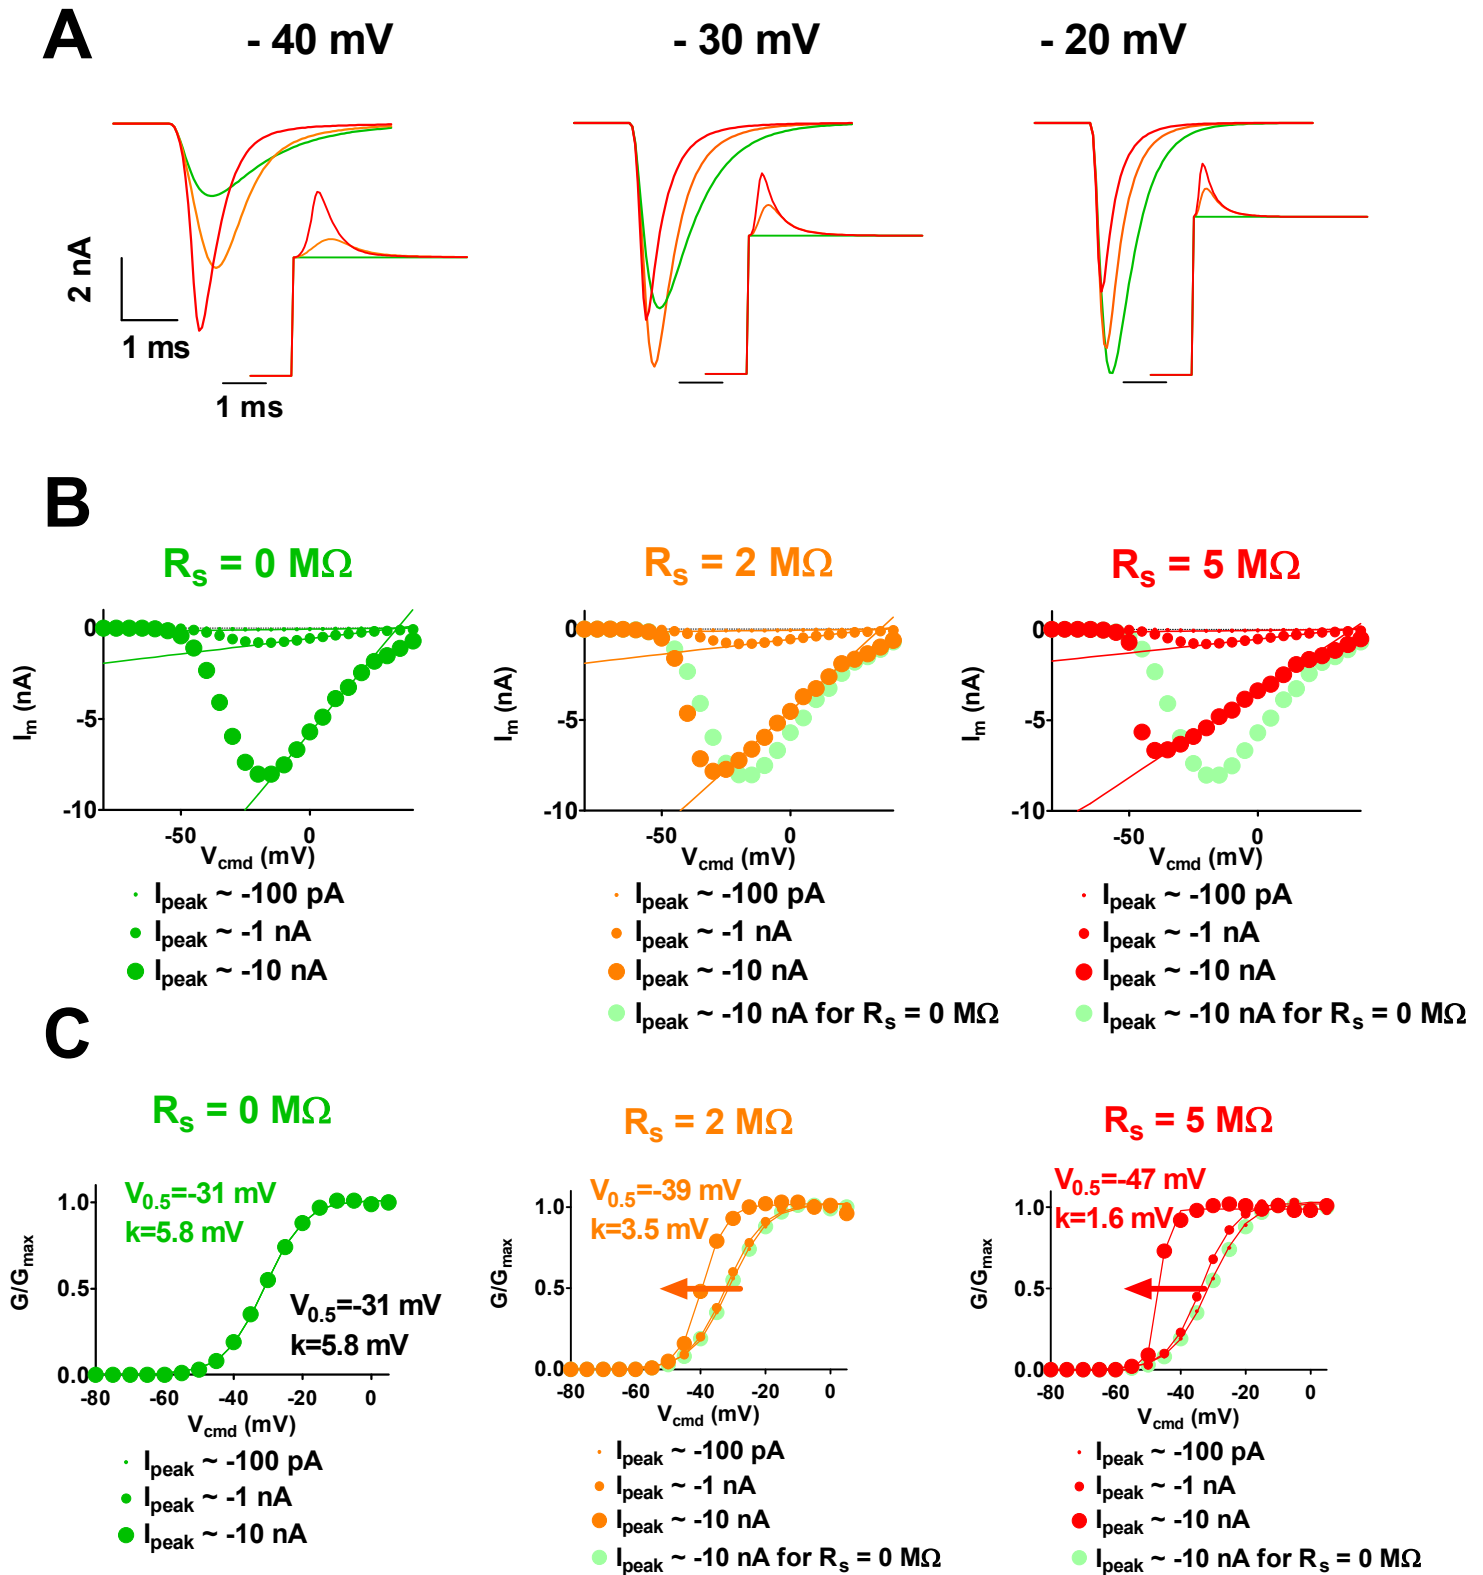 A
- 40 mV
- 30 mV
- 20 mV
2 nA
1 ms
1 ms
B
Rs = 0 MΩ
Rs = 2 MΩ
Rs = 5 MΩ
0
-5
-10
Im (nA)
-50
0
Vcmd (mV)
0
-5
-10
Im (nA)
-50
0
Vcmd (mV)
0
-5
-10
Im (nA)
-50
0
Vcmd (mV)
Ipeak ~ -100 pA
Ipeak ~ -1 nA
Ipeak ~ -10 nA
Ipeak ~ -100 pA
Ipeak ~ -1 nA
Ipeak ~ -10 nA
Ipeak ~ -10 nA for Rs = 0 MΩ
Ipeak ~ -100 pA
Ipeak ~ -1 nA
Ipeak ~ -10 nA
Ipeak ~ -10 nA for Rs = 0 MΩ
C
Rs = 0 MΩ
Rs = 2 MΩ
Rs = 5 MΩ
V0.5=-31 mV
k=5.8 mV
V0.5=-31 mV
k=5.8 mV
1.0
0.5
0.0
G/Gmax
-80 -60 -40 -20 0
Vcmd (mV)
V0.5=-39 mV
k=3.5 mV
1.0
0.5
0.0
G/Gmax
-80 -60 -40 -20 0
Vcmd (mV)
V0.5=-47 mV
k=1.6 mV
1.0
0.5
0.0
G/Gmax
-80 -60 -40 -20 0
Vcmd (mV)
Ipeak ~ -100 pA
Ipeak ~ -1 nA
Ipeak ~ -10 nA
Ipeak ~ -100 pA
Ipeak ~ -1 nA
Ipeak ~ -10 nA
Ipeak ~ -10 nA for Rs = 0 MΩ
Ipeak ~ -100 pA
Ipeak ~ -1 nA
Ipeak ~ -10 nA
Ipeak ~ -10 nA for Rs = 0 MΩ